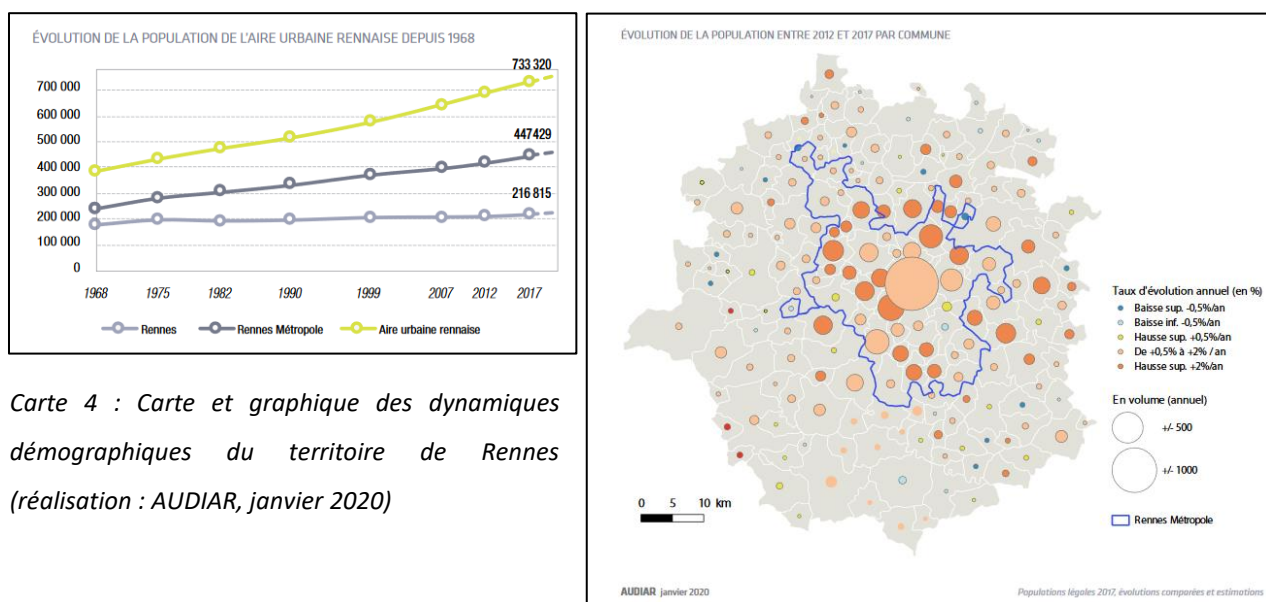 ÉVOLUTION DE LA POPULATION DE L'AIRE URBAINE RENNAISE DEPUIS 1968
733 320
700 000
600 000
500 000
447 429
400 000
300 000
216 815
200 000
100 000
0
1968 1975 1982 1990 1999 2007 2012 2017
Rennes Rennes Métropole Aire urbaine rennaise
Carte 4 : Carte et graphique des dynamiques
démographiques du territoire de Rennes
(réalisation : AUDIAR, janvier 2020)
ÉVOLUTION DE LA POPULATION ENTRE 2012 ET 2017 PAR COMMUNE
Taux d'évolution annuel (en %)
Baisse sup. -0,5%/an
Baisse inf. -0,5%/an
Hausse sup. +0,5%/an
De +0,5% à +2% / an
Hausse sup. +2%/an
En volume (annuel)
+/- 500
+/- 1000
Rennes Métropole
0 5 10 km
AUDIAR janvier 2020
Populations légales 2017, évolutions comparées et estimations